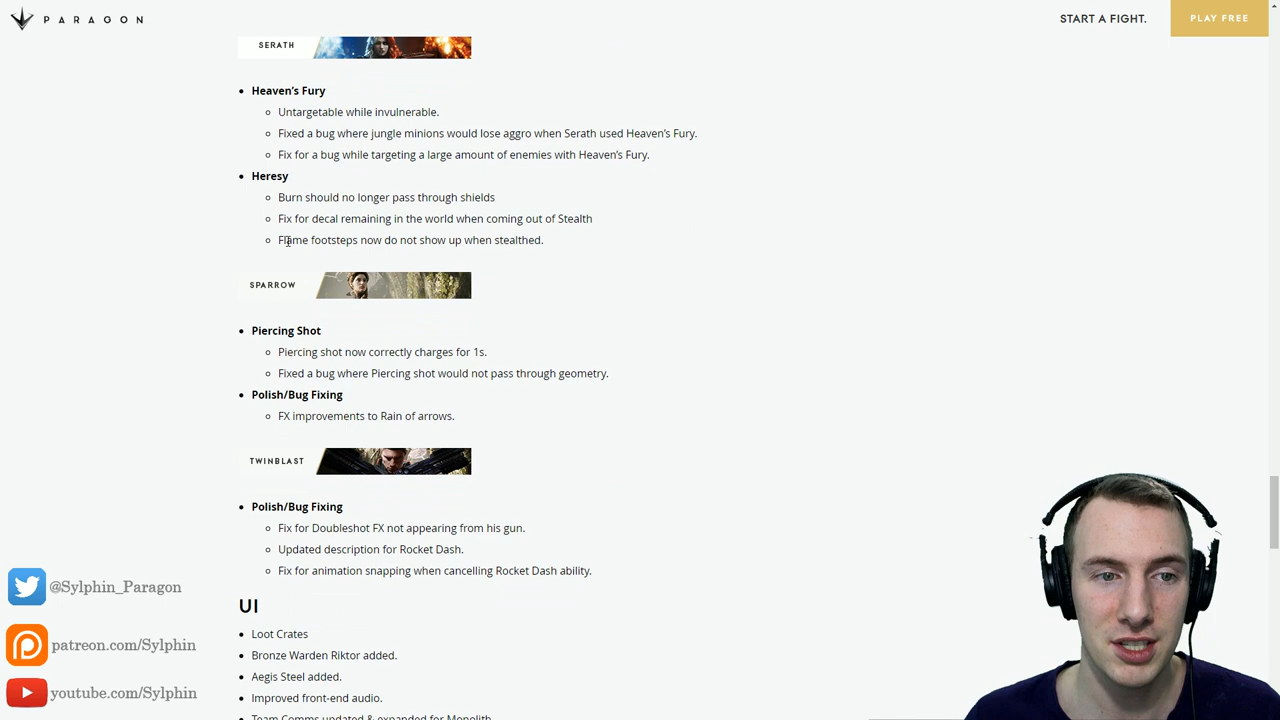 PARAGON
START A FIGHT.
PLAY FREE
SERATH
Heaven's Fury
Untargetable while invulnerable.
Fixed a bug where jungle minions would lose aggro when Serath used Heaven's Fury.
Fix for a bug while targeting a large amount of enemies with Heaven's Fury.
Heresy
Burn should no longer pass through shields
Fix for decal remaining in the world when coming out of Stealth
Flame footsteps now do not show up when stealthed.
SPARROW
Piercing Shot
Piercing shot now correctly charges for 1s.
Fixed a bug where Piercing shot would not pass through geometry.
Polish/Bug Fixing
FX improvements to Rain of arrows.
TWINBLAST
Polish/Bug Fixing
Fix for Doubleshot FX not appearing from his gun.
Updated description for Rocket Dash.
Fix for animation snapping when cancelling Rocket Dash ability.
UI
Loot Crates
Bronze Warden Riktor added.
Aegis Steel added.
Improved front-end audio.
Team Comms updated & expanded for Monolith
@Sylphin_Paragon
patreon.com/Sylphin
youtube.com/Sylphin